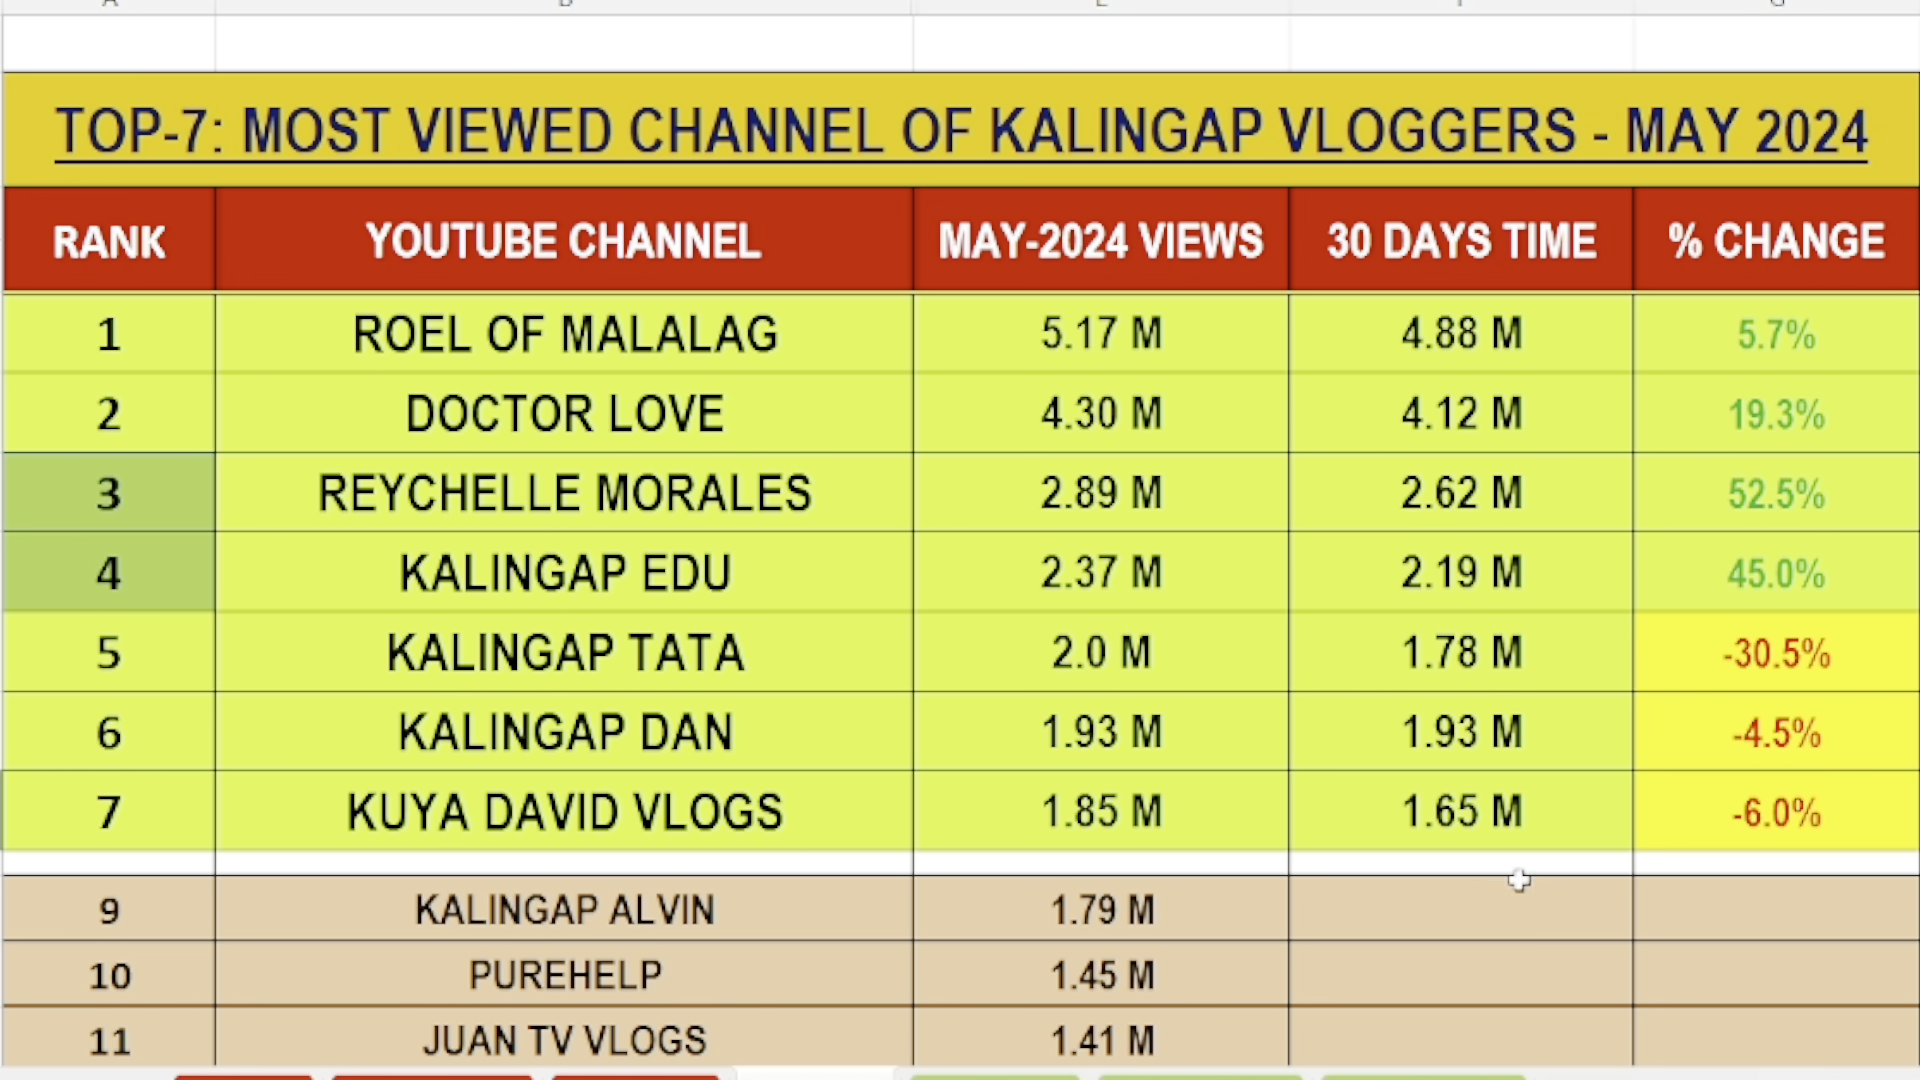 TOP-7: MOST VIEWED CHANNEL OF KALINGAP VLOGGERS - MAY 2024
RANK YOUTUBE CHANNEL MAY-2024 VIEWS 30 DAYS TIME % CHANGE
1 ROEL OF MALALAG 5.17 M 4.88 M 5.7%
2 DOCTOR LOVE 4.30 M 4.12 M 19.3%
3 REYCHELLE MORALES 2.89 M 2.62 M 52.5%
4 KALINGAP EDU 2.37 M 2.19 M 45.0%
5 KALINGAP TATA 2.0 M 1.78 M -30.5%
6 KALINGAP DAN 1.93 M 1.93 M -4.5%
7 KUYA DAVID VLOGS 1.85 M 1.65 M -6.0%
9 KALINGAP ALVIN 1.79 M
10 PUREHELP 1.45 M
11 JUAN TV VLOGS 1.41 M